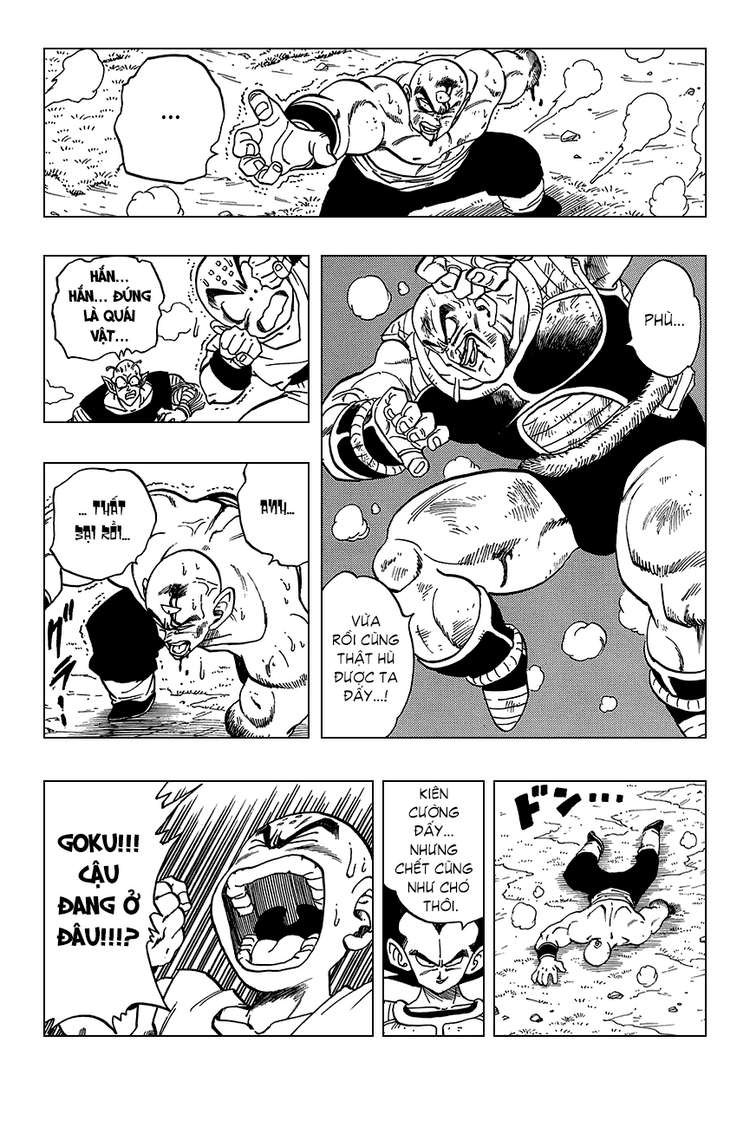 ...
PHÙ...
VỪA
RỒI CŨNG
THẬT HÙ
ĐƯỢC TA
ĐẤY...!
HẮN...
HẮN... ĐÚNG
LÀ QUÁI
VẬT...
ANH...
... THẤT
BẠI RỒI...
ドン...
KIÊN
CƯỜNG
ĐẤY...
NHƯNG
CHẾT CŨNG
NHƯ CHÓ
THÔI.
GOKU!!!
CẬU
ĐANG Ở
ĐÂU!!!?